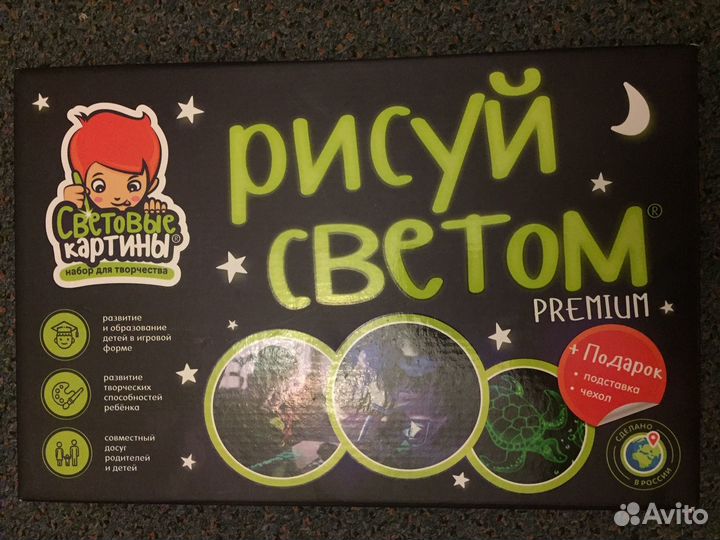 СВЕТОВЫЕ
КАРТИНЫ®
набор для творчества
РИСУЙ
СВЕТОМ®
PREMIUM
развитие
и образование
детей в игровой
форме
развитие
творческих
способностей
ребёнка
совместный
досуг
родителей
и детей
+ Подарок
• подставка
• чехол
СДЕЛАНО
В РОССИИ
Avito